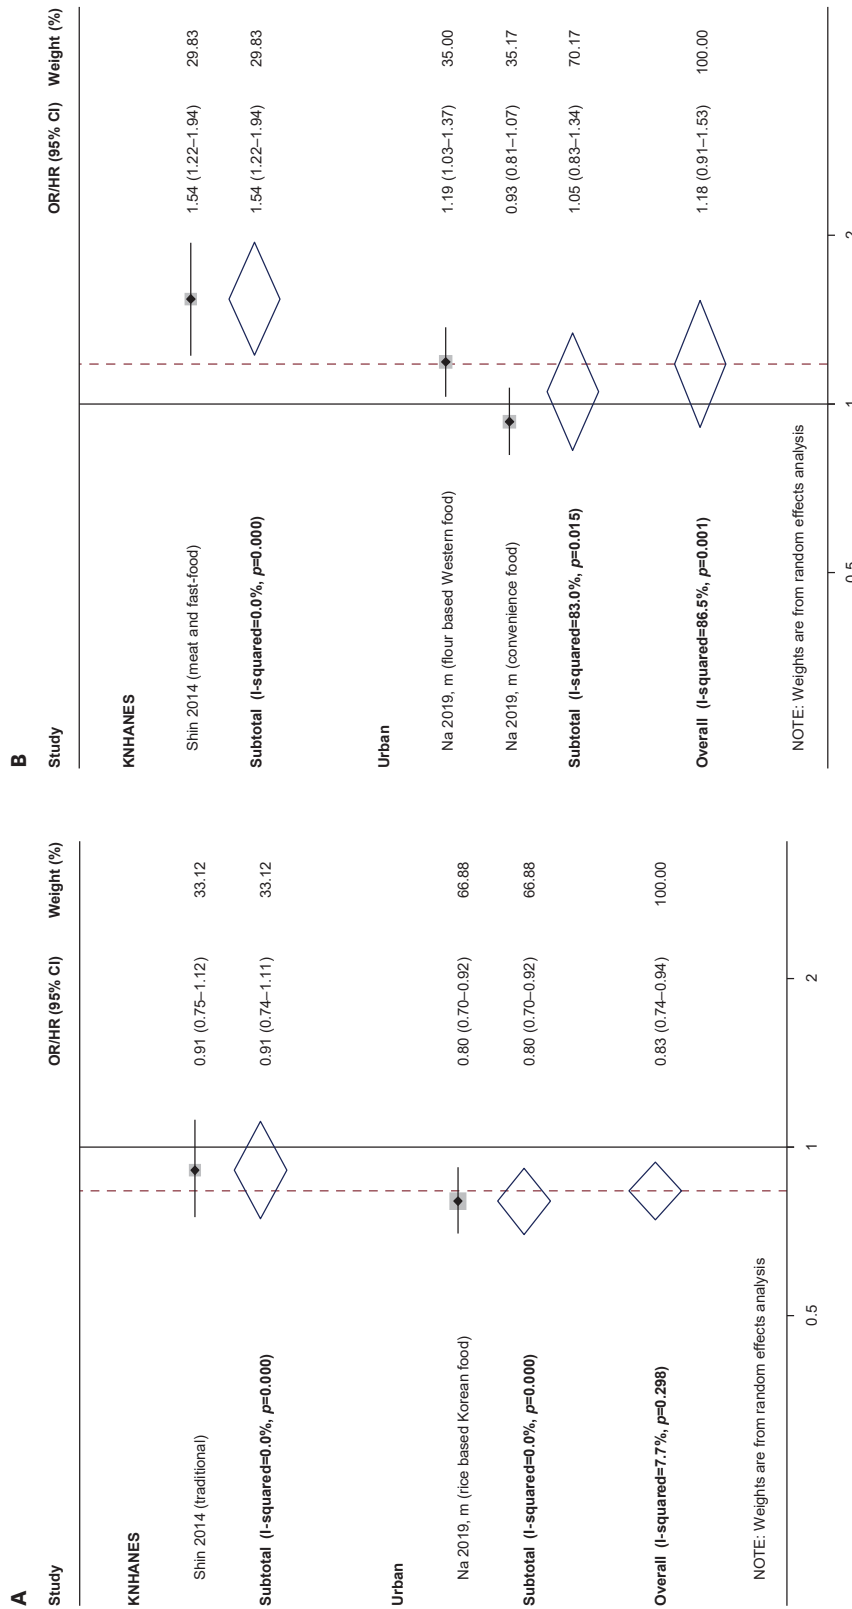 A
Study OR/HR (95% CI) Weight (%)
KNHANES
Shin 2014 (traditional) 0.91 (0.75–1.12) 33.12
Subtotal (I-squared=0.0%, p=0.000) 0.91 (0.74–1.11) 33.12
Urban
Na 2019, m (rice based Korean food) 0.80 (0.70–0.92) 66.88
Subtotal (I-squared=0.0%, p=0.000) 0.80 (0.70–0.92) 66.88
Overall (I-squared=7.7%, p=0.298) 0.83 (0.74–0.94) 100.00
NOTE: Weights are from random effects analysis
0.5 1 2
B
Study OR/HR (95% CI) Weight (%)
KNHANES
Shin 2014 (meat and fast-food) 1.54 (1.22–1.94) 29.83
Subtotal (I-squared=0.0%, p=0.000) 1.54 (1.22–1.94) 29.83
Urban
Na 2019, m (flour based Western food) 1.19 (1.03–1.37) 35.00
Na 2019, m (convenience food) 0.93 (0.81–1.07) 35.17
Subtotal (I-squared=83.0%, p=0.015) 1.05 (0.83–1.34) 70.17
Overall (I-squared=86.5%, p=0.001) 1.18 (0.91–1.53) 100.00
NOTE: Weights are from random effects analysis
0.5 1 2